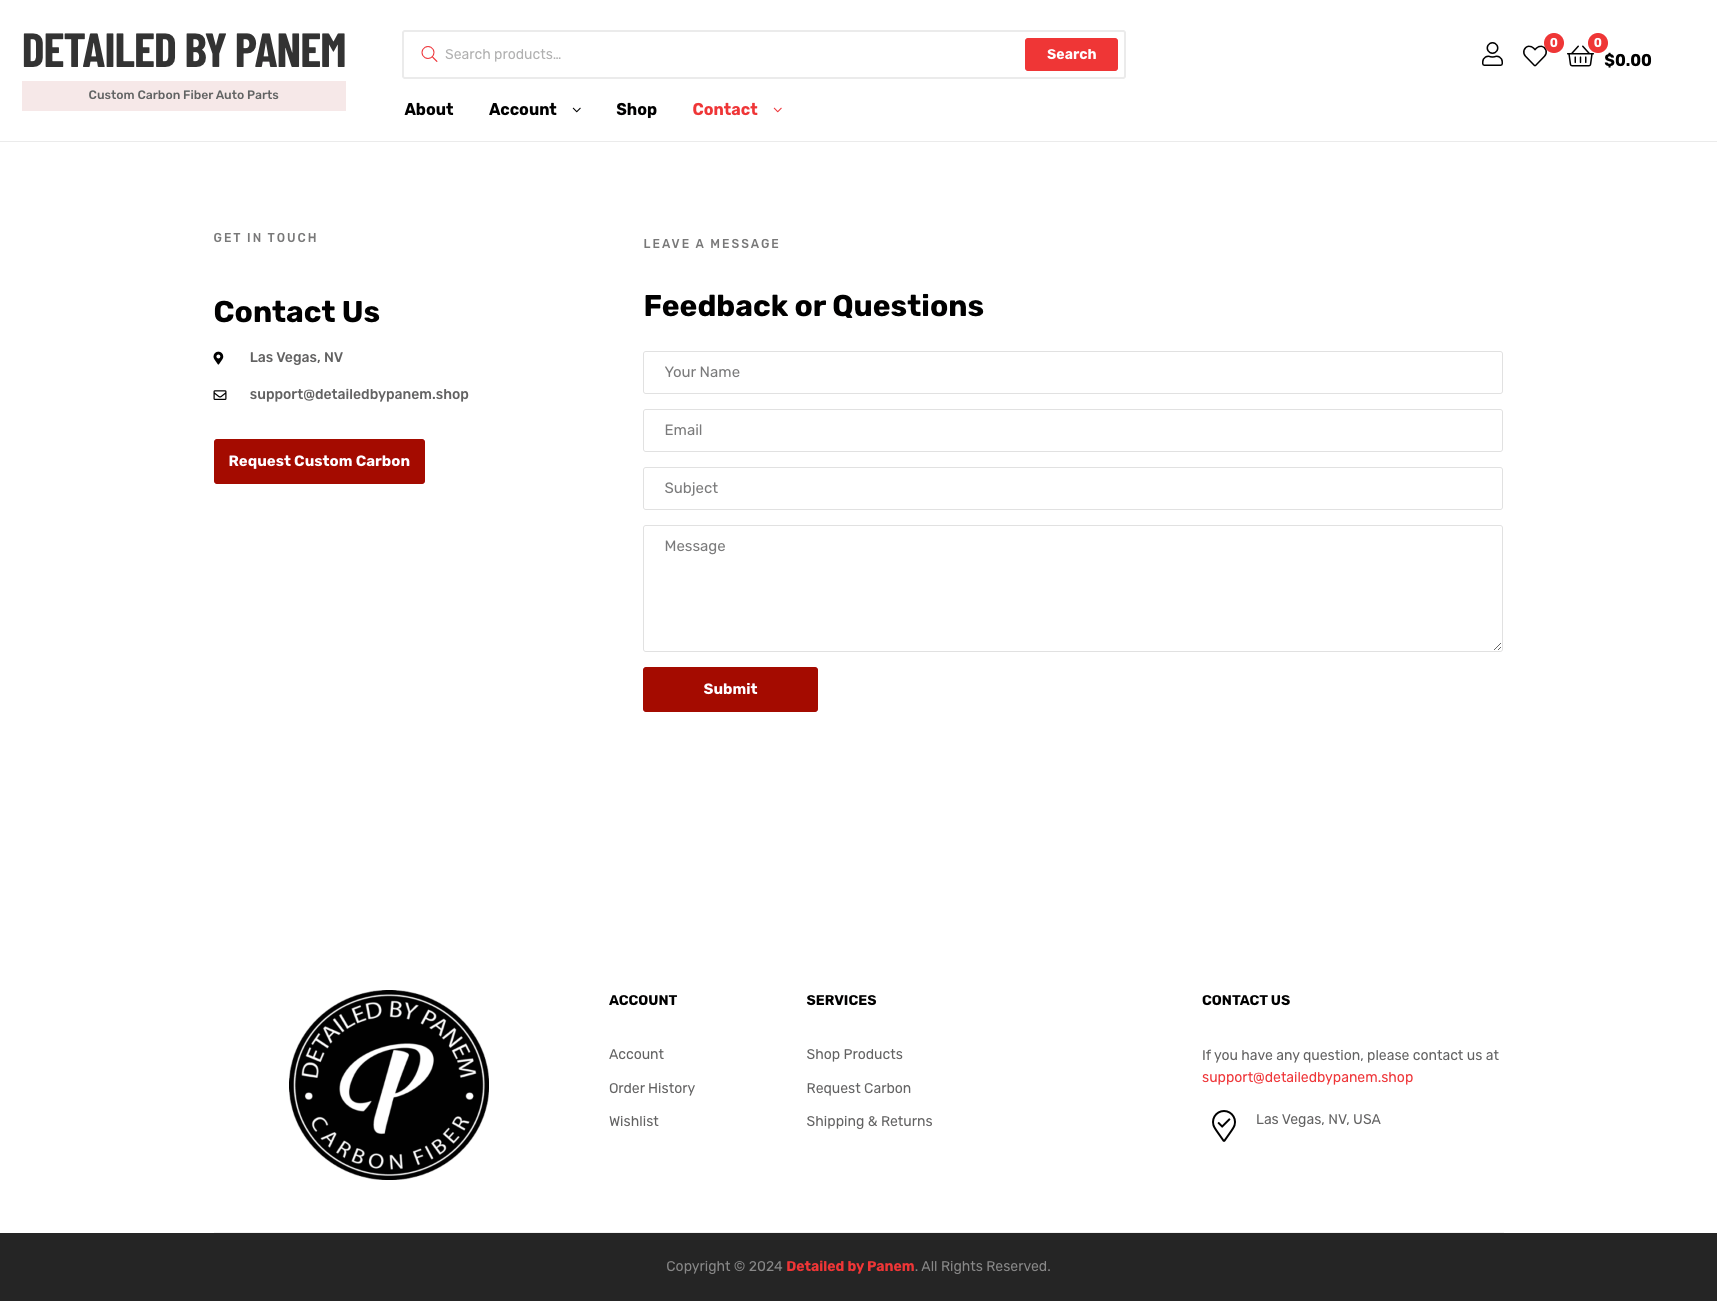 DETAILED BY PANEM
Custom Carbon Fiber Auto Parts
Search products...
Search
0
0
$0.00
About
Account
Shop
Contact
GET IN TOUCH
Contact Us
Las Vegas, NV
support@detailedbypanem.shop
Request Custom Carbon
LEAVE A MESSAGE
Feedback or Questions
Your Name
Email
Subject
Message
Submit
DETAILED BY PANEM
P
CARBON FIBER
ACCOUNT
Account
Order History
Wishlist
SERVICES
Shop Products
Request Carbon
Shipping & Returns
CONTACT US
If you have any question, please contact us at
support@detailedbypanem.shop
Las Vegas, NV, USA
Copyright © 2024 Detailed by Panem. All Rights Reserved.